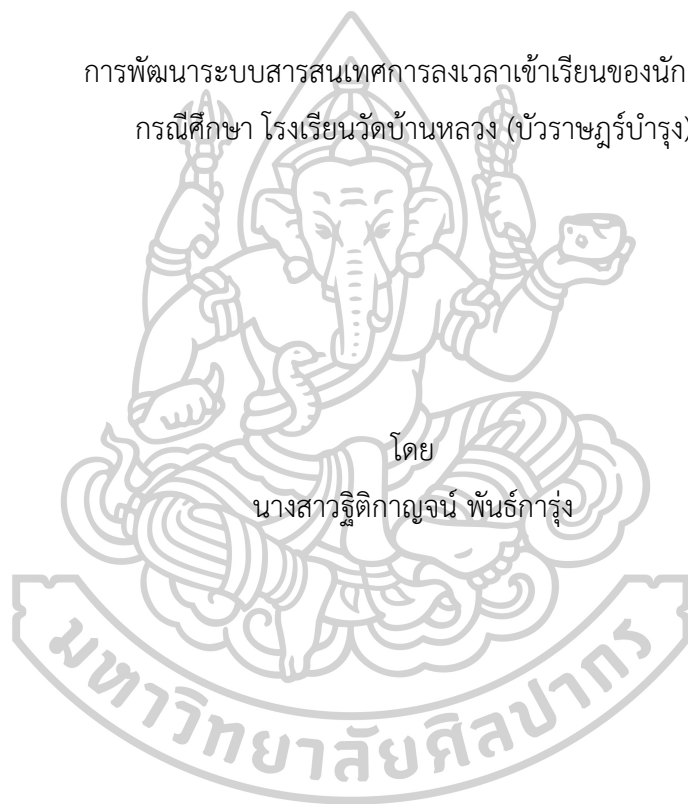 การพัฒนาระบบสารสนเทศการลงเวลาเข้าเรียนของนัก
กรณีศึกษา โรงเรียนวัดบ้านหลวง (บัวราษฎร์บำรุง)
โดย
นางสาวฐิติกาญจน์ พันธ์การุ่ง
มหาวิทยาลัยศิลปากร